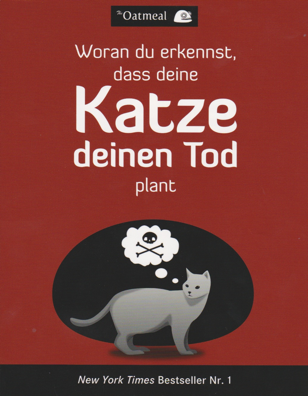 The Oatmeal
Woran du erkennst,
dass deine
Katze
deinen Tod
plant
New York Times Bestseller Nr. 1